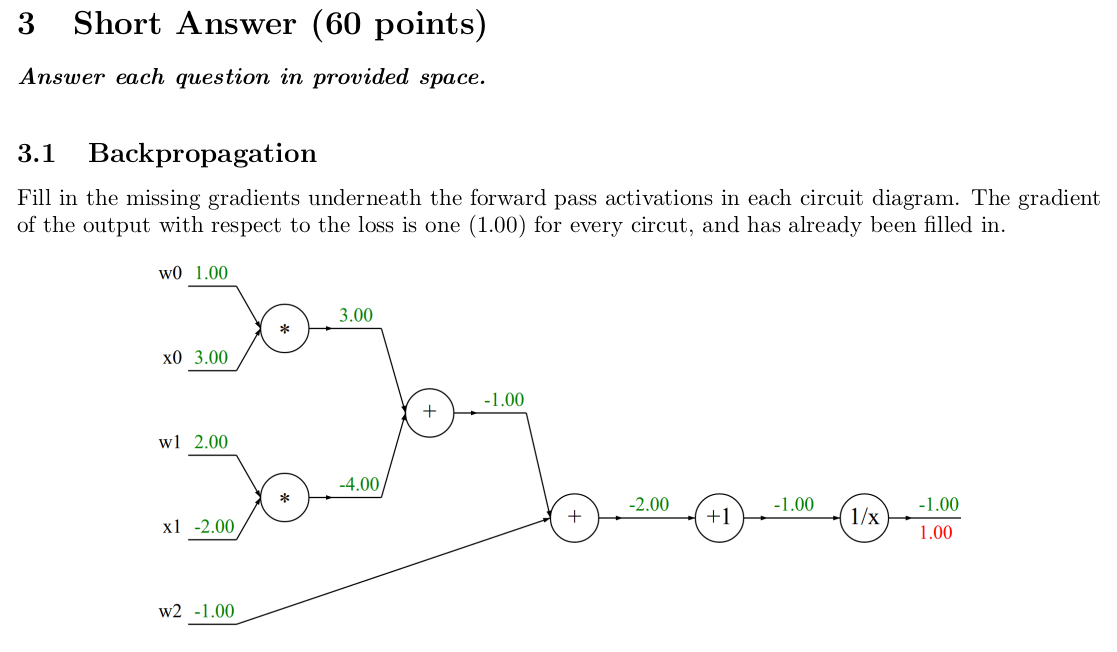 3 Short Answer (60 points)
Answer each question in provided space.
3.1 Backpropagation
Fill in the missing gradients underneath the forward pass activations in each circuit diagram. The gradient
of the output with respect to the loss is one (1.00) for every circut, and has already been filled in.
w0 1.00
*
3.00
x0 3.00
+
-1.00
w1 2.00
*
-4.00
x1 -2.00
+
-2.00
+1
-1.00
1/x
-1.00
1.00
w2 -1.00